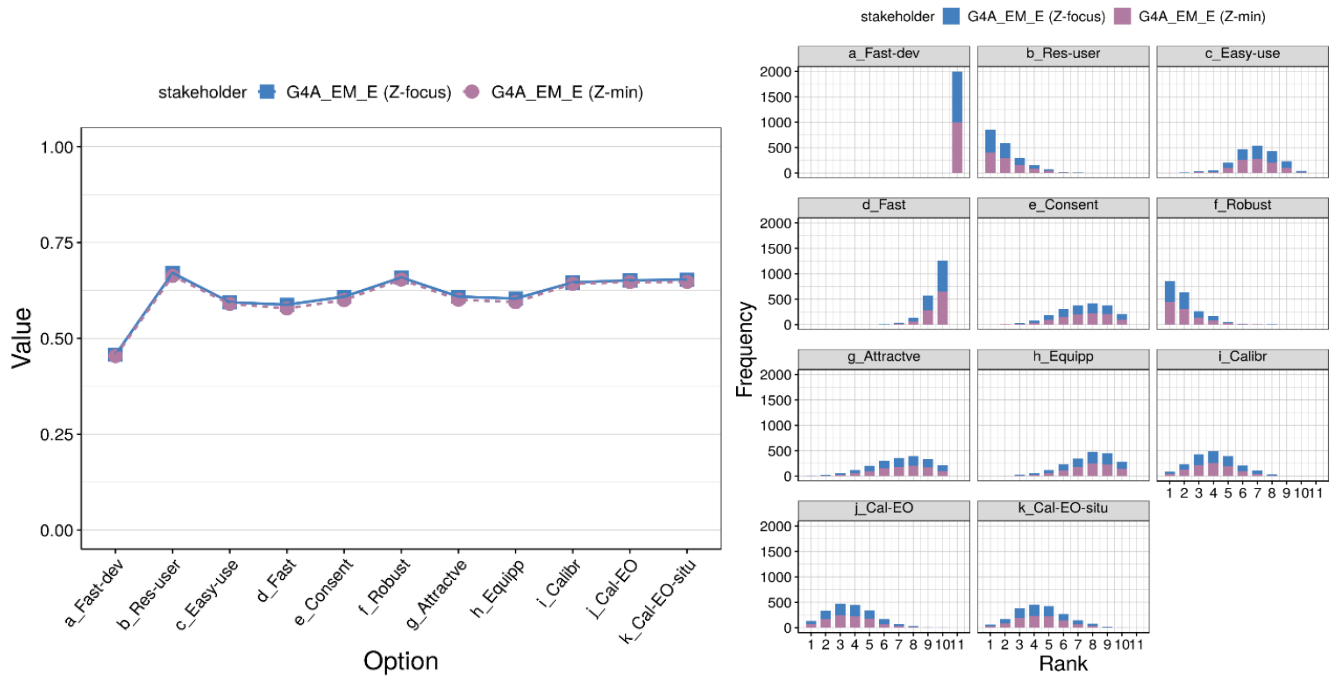 stakeholder G4A_EM_E (Z-focus) G4A_EM_E (Z-min)
1.00
0.75
0.50
0.25
0.00
Value
a_Fast-dev
b_Res-user
c_Easy-use
d_Fast
e_Consent
f_Robust
g_Attractve
h_Equipp
i_Calibr
j_Cal-EO
k_Cal-EO-situ
Option
stakeholder G4A_EM_E (Z-focus) G4A_EM_E (Z-min)
a_Fast-dev b_Res-user c_Easy-use
2000
1500
1000
500
0
d_Fast e_Consent f_Robust
2000
1500
1000
500
0
Frequency
g_Attractve h_Equipp i_Calibr
2000
1500
1000
500
0
1 2 3 4 5 6 7 8 9 10 11
j_Cal-EO k_Cal-EO-situ
2000
1500
1000
500
0
1 2 3 4 5 6 7 8 9 10 11 1 2 3 4 5 6 7 8 9 10 11
Rank